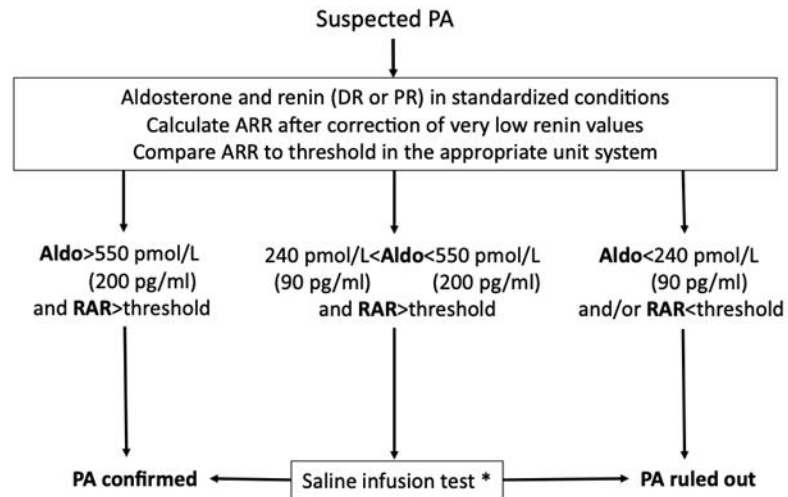 Suspected PA
Aldosterone and renin (DR or PR) in standardized conditions
Calculate ARR after correction of very low renin values
Compare ARR to threshold in the appropriate unit system
Aldo>550 pmol/L
(200 pg/ml)
and RAR>threshold
240 pmol/L<Aldo<550 pmol/L
(90 pg/ml) (200 pg/ml)
and RAR>threshold
Aldo<240 pmol/L
(90 pg/ml)
and/or RAR<threshold
PA confirmed
Saline infusion test *
PA ruled out